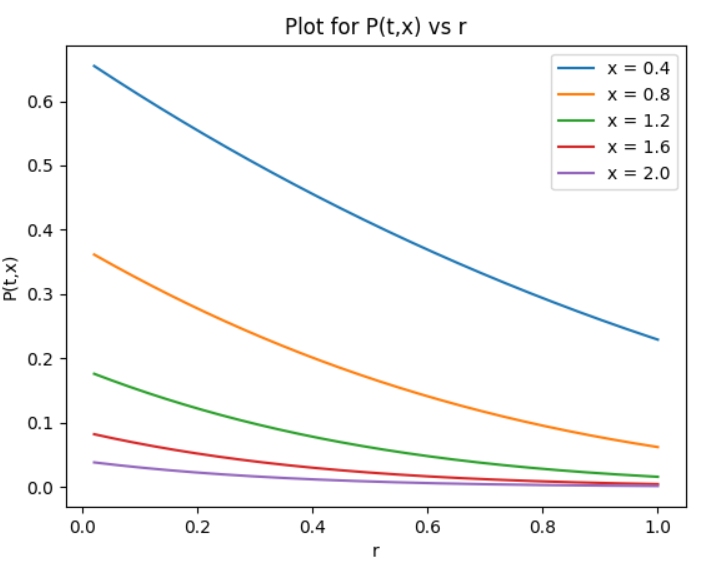 Plot for P(t,x) vs r
x = 0.4
x = 0.8
x = 1.2
x = 1.6
x = 2.0
P(t,x)
0.6
0.5
0.4
0.3
0.2
0.1
0.0
0.0 0.2 0.4 0.6 0.8 1.0
r